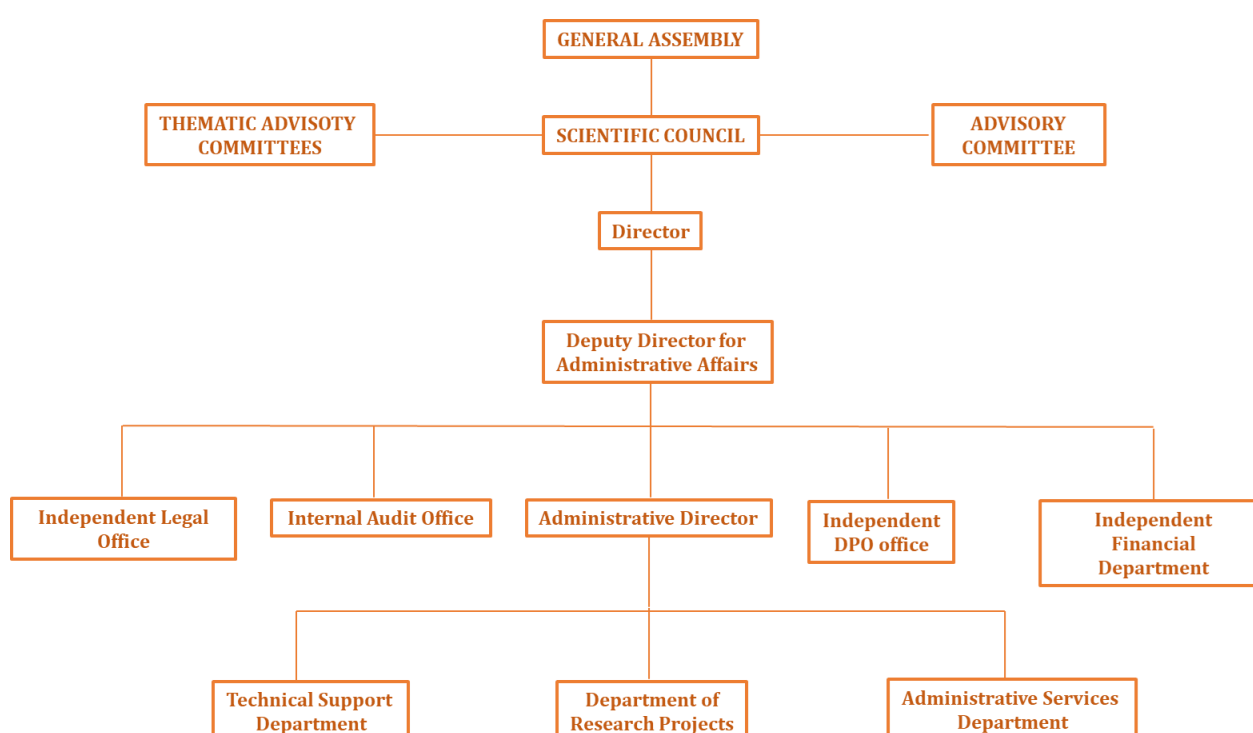 GENERAL ASSEMBLY
THEMATIC ADVISOTY
COMMITTEES
SCIENTIFIC COUNCIL
ADVISORY
COMMITTEE
Director
Deputy Director for
Administrative Affairs
Independent Legal
Office
Internal Audit Office
Administrative Director
Independent
DPO office
Independent
Financial
Department
Technical Support
Department
Department of
Research Projects
Administrative Services
Department